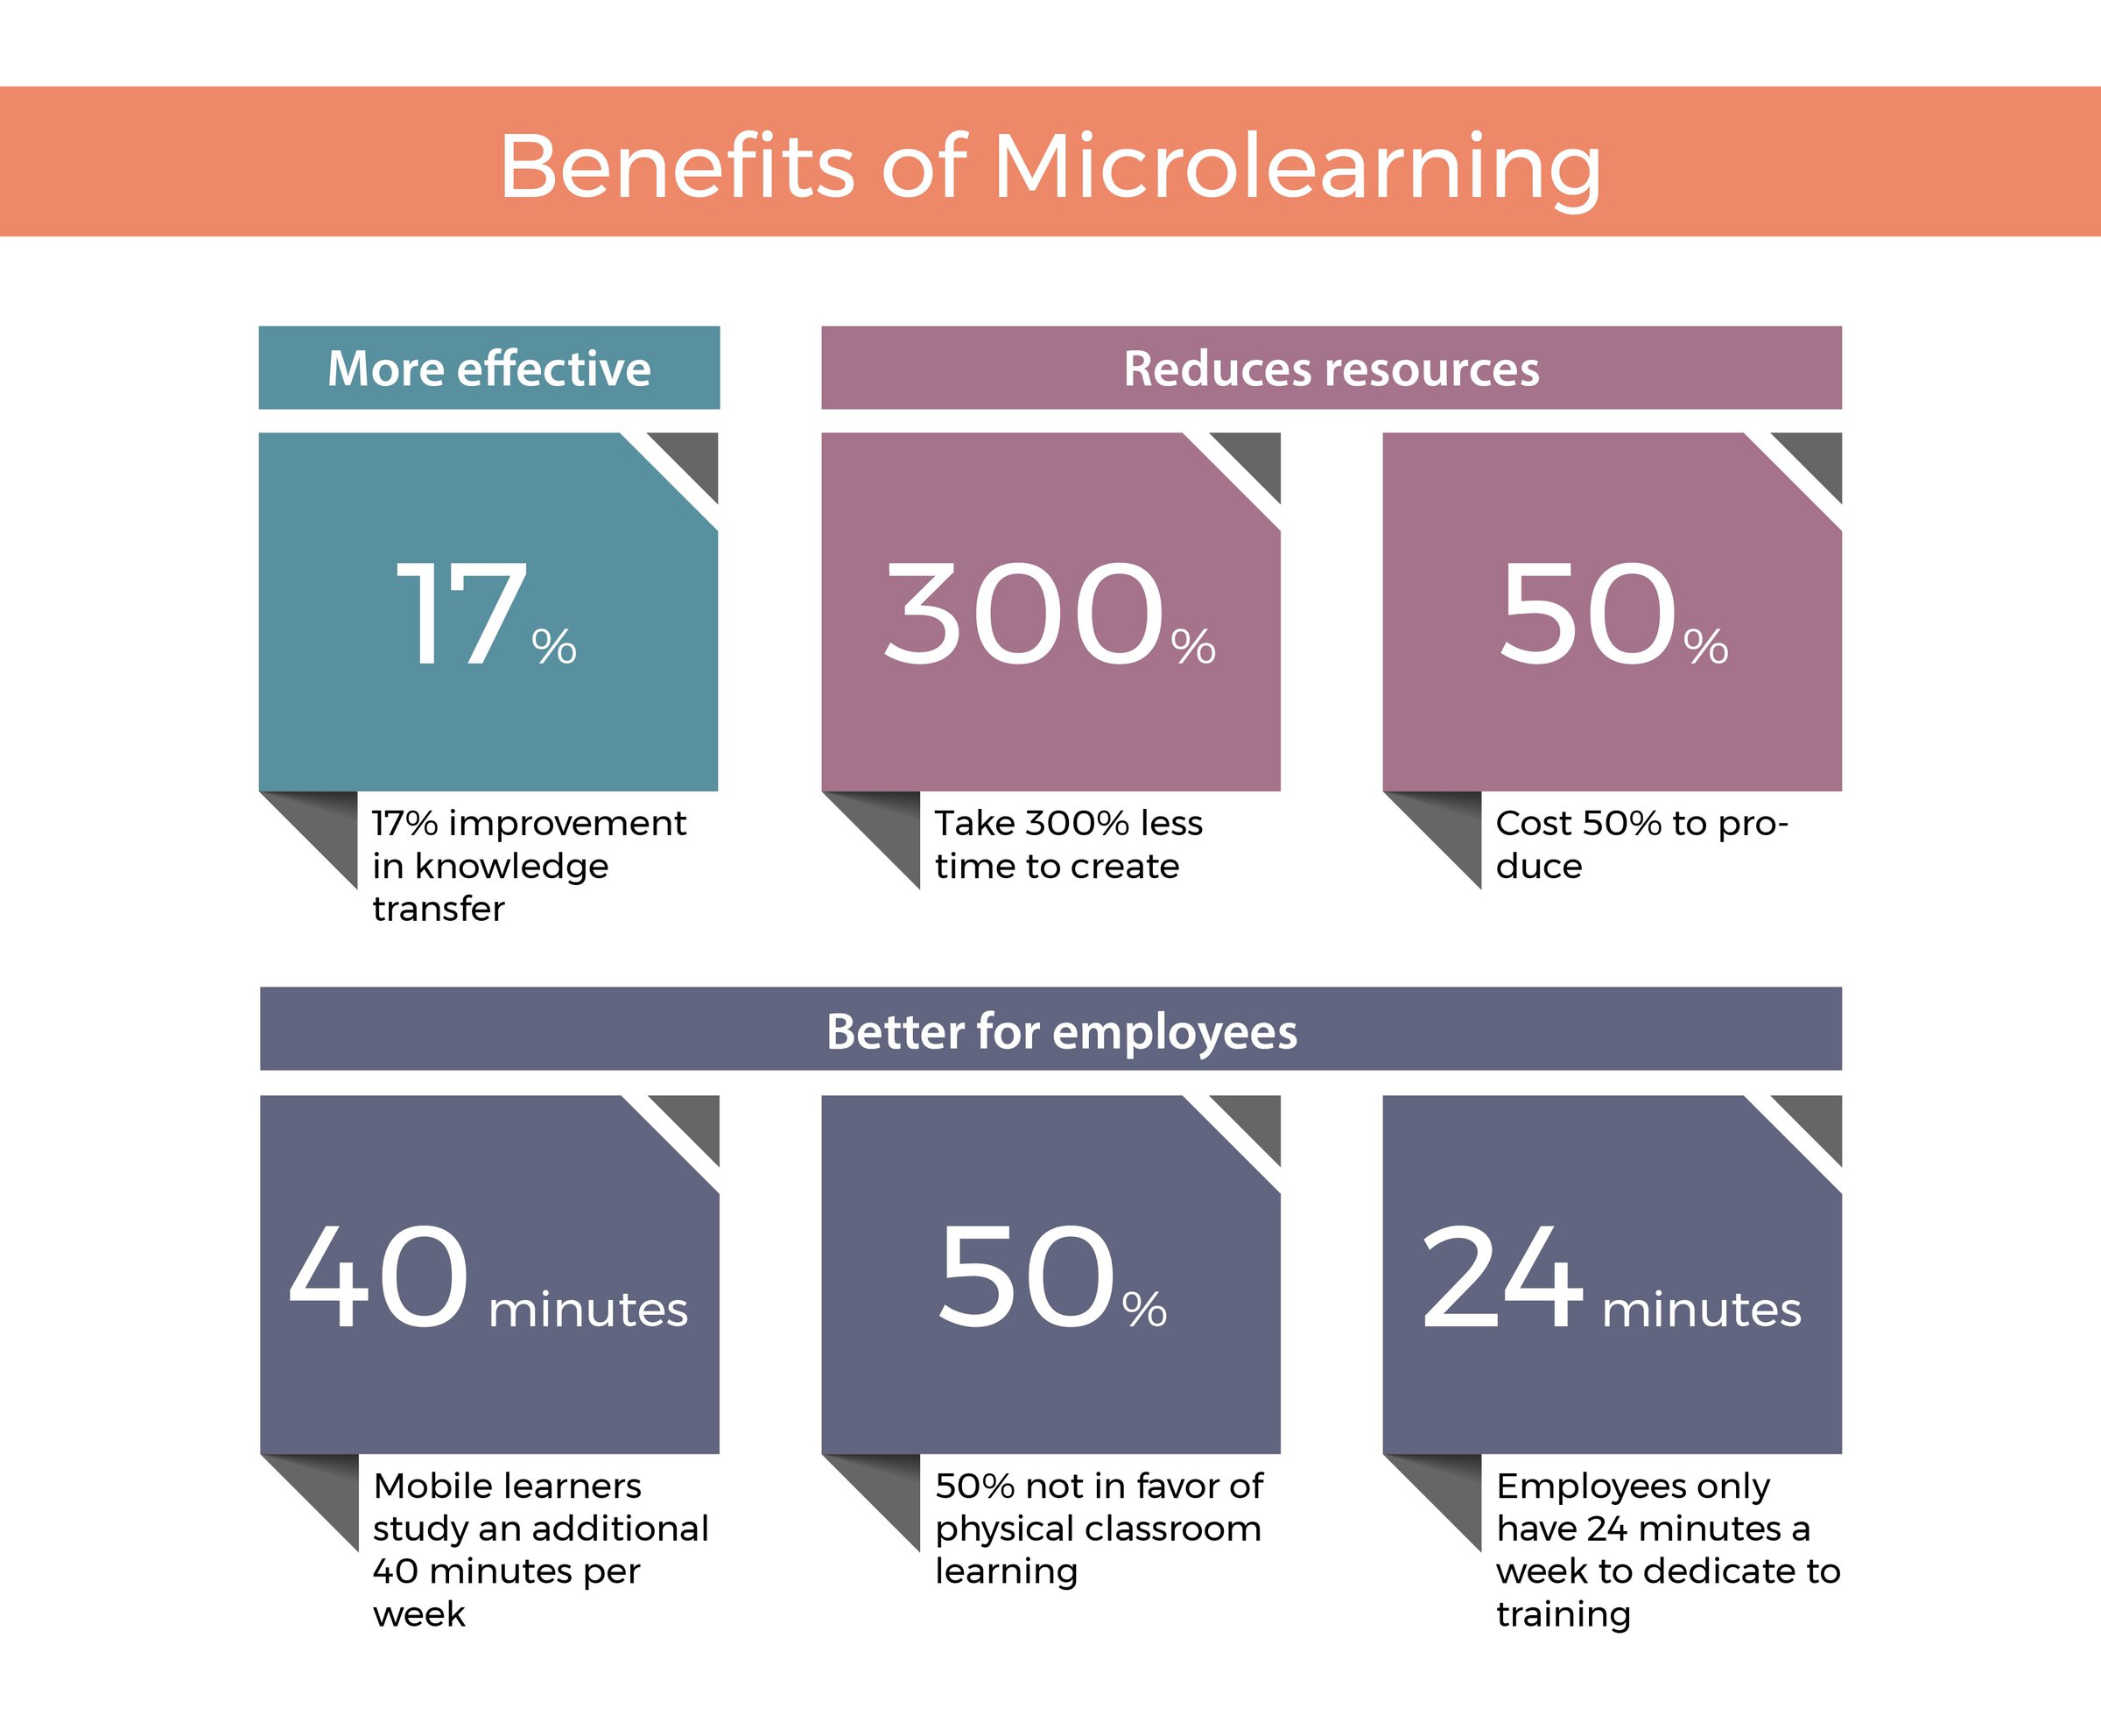 Benefits of Microlearning
More effective
17%
17% improvement
in knowledge
transfer
Reduces resources
300%
Take 300% less
time to create
50%
Cost 50% to pro-
duce
Better for employees
40 minutes
Mobile learners
study an additional
40 minutes per
week
50%
50% not in favor of
physical classroom
learning
24 minutes
Employees only
have 24 minutes a
week to dedicate to
training